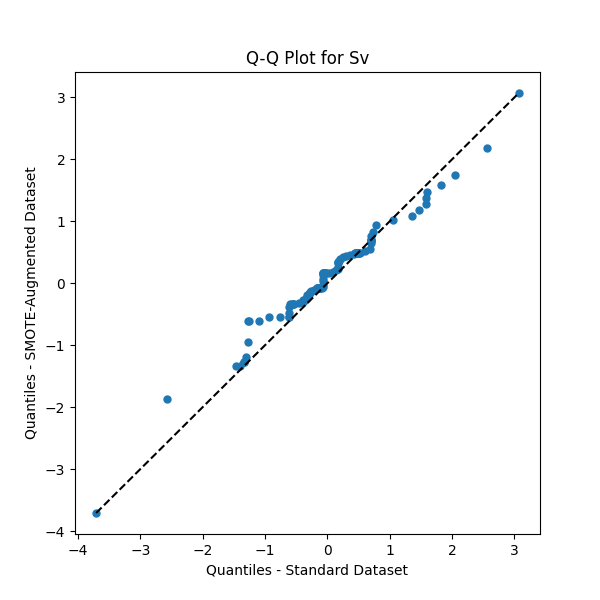 Q-Q Plot for Sv
Quantiles - SMOTE-Augmented Dataset
3
2
1
0
−1
−2
−3
−4
−4 −3 −2 −1 0 1 2 3
Quantiles - Standard Dataset